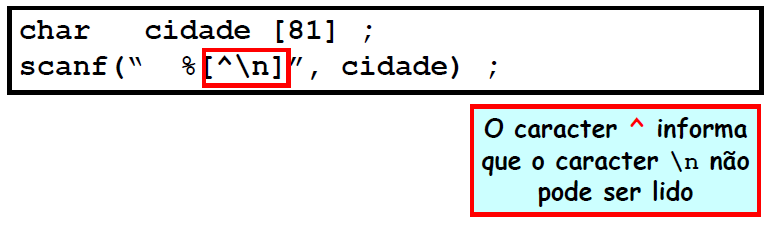 char   cidade [81] ;
scanf(“  %[^\n]”, cidade) ;
O caracter ^ informa
que o caracter \n não
pode ser lido